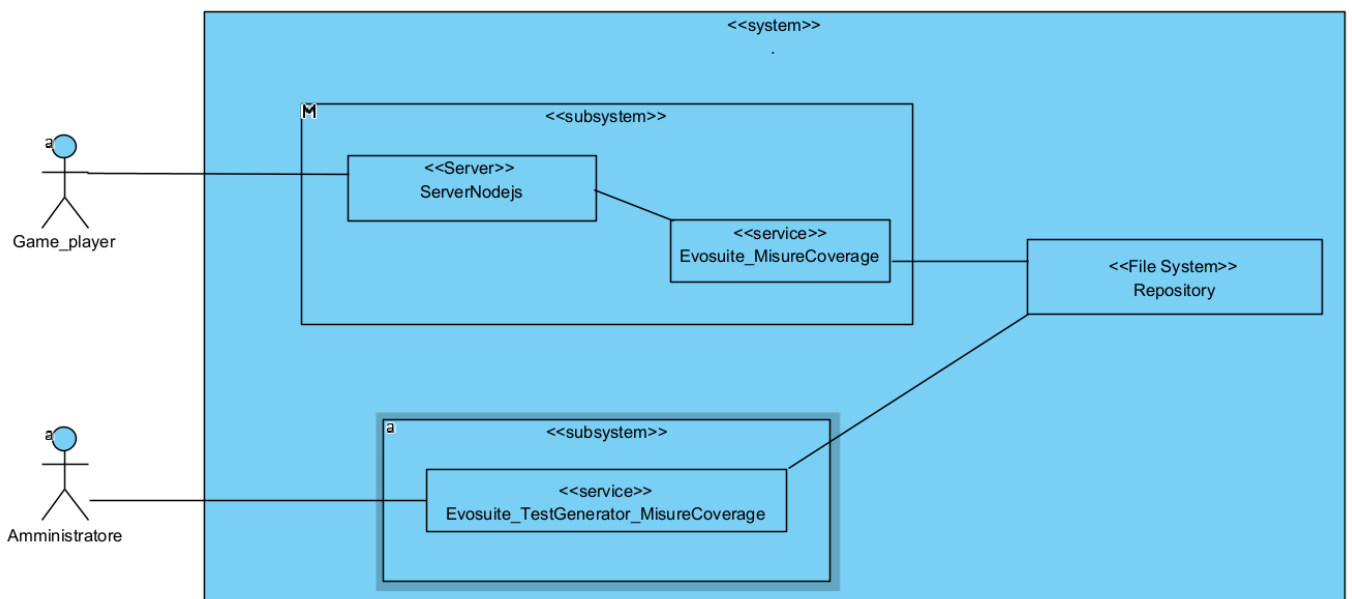 <<system>>
.
M
<<subsystem>>
a
<<Server>>
ServerNodejs
Game_player
<<service>>
Evosuite_MisureCoverage
<<File System>>
Repository
a
a
<<subsystem>>
<<service>>
Evosuite_TestGenerator_MisureCoverage
Amministratore